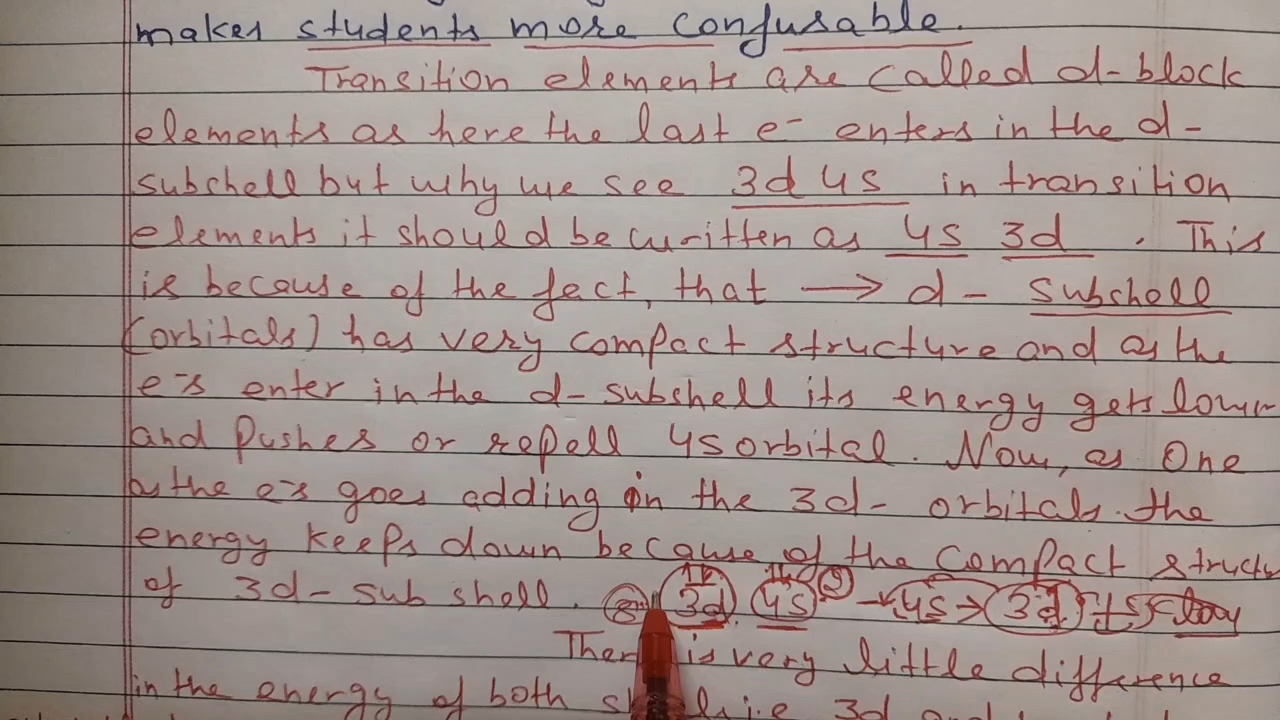 makes students more confusable.
Transition elements are called d-block
elements as here the last e⁻ enters in the d-
subshell but why we see 3d 4s in transition
elements it should be written as 4s 3d . This
is because of the fact, that → d- subshell
(orbitals) has very compact structure and as the
e⁻s enter in the d-subshell its energy gets lower
and pushes or repell 4s orbital. Now, as one
by the e⁻s goes adding in the 3d- orbitals. the
energy keeps down because of the compact structu
of 3d-sub shell. 3d 4s → 4s > 3d
There is very little difference
in the energy of both i.e 3d and